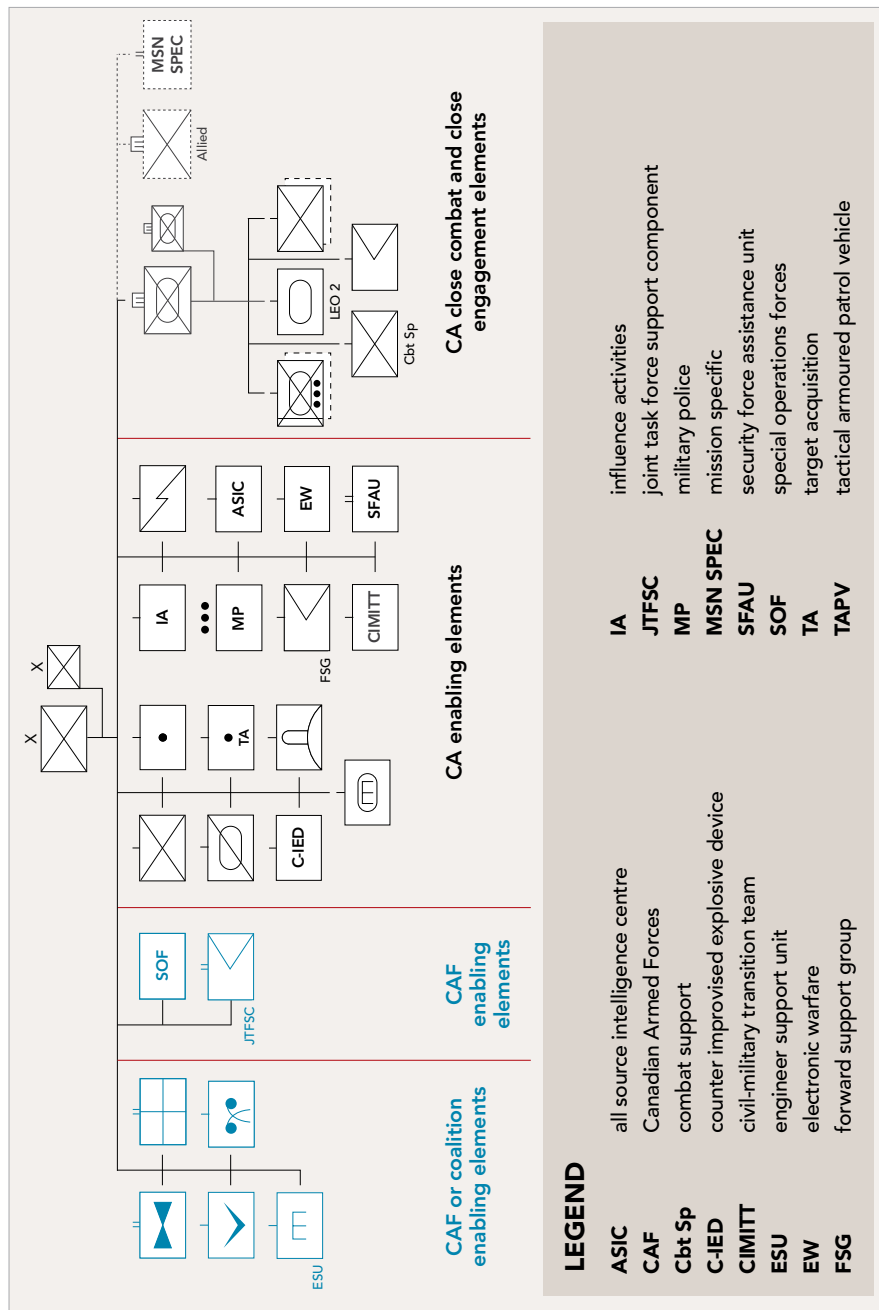 X
X
SOF
JTFSC
ESU
C-IED
TA
IA
MP
FSG
CIMITT
ASIC
EW
SFAU
Cbt Sp
LEO 2
Allied
MSN
SPEC
CAF or coalition
enabling elements
CAF
enabling
elements
CA enabling elements
CA close combat and close
engagement elements
LEGEND
ASIC all source intelligence centre
CAF Canadian Armed Forces
Cbt Sp combat support
C-IED counter improvised explosive device
CIMITT civil-military transition team
ESU engineer support unit
EW electronic warfare
FSG forward support group
IA influence activities
JTFSC joint task force support component
MP military police
MSN SPEC mission specific
SFAU security force assistance unit
SOF special operations forces
TA target acquisition
TAPV tactical armoured patrol vehicle